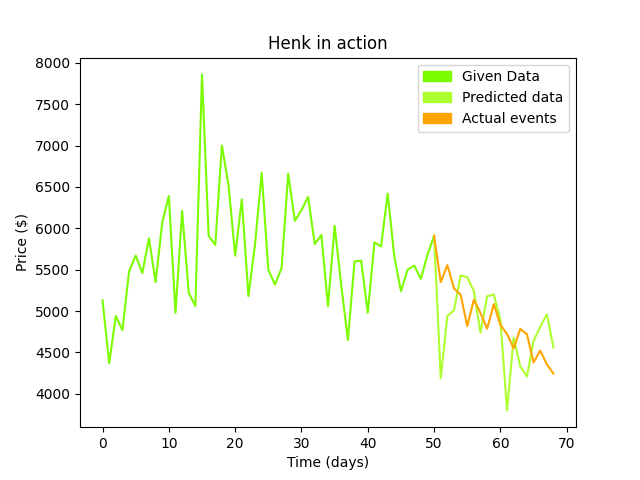 Henk in action
Given Data
Predicted data
Actual events
8000
7500
7000
6500
6000
5500
5000
4500
4000
Price ($)
0 10 20 30 40 50 60 70
Time (days)